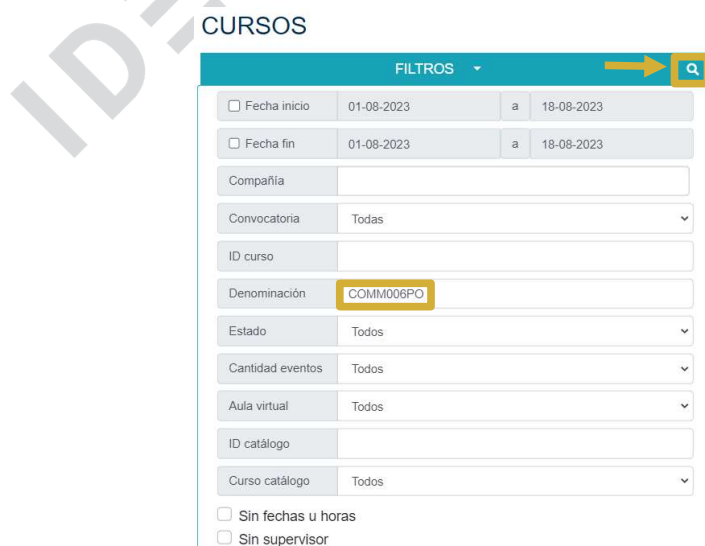 CURSOS
FILTROS
Fecha inicio 01-08-2023 a 18-08-2023
Fecha fin 01-08-2023 a 18-08-2023
Compañía
Convocatoria Todas
ID curso
Denominación COMM006PO
Estado Todos
Cantidad eventos Todos
Aula virtual Todos
ID catálogo
Curso catálogo Todos
Sin fechas u horas
Sin supervisor